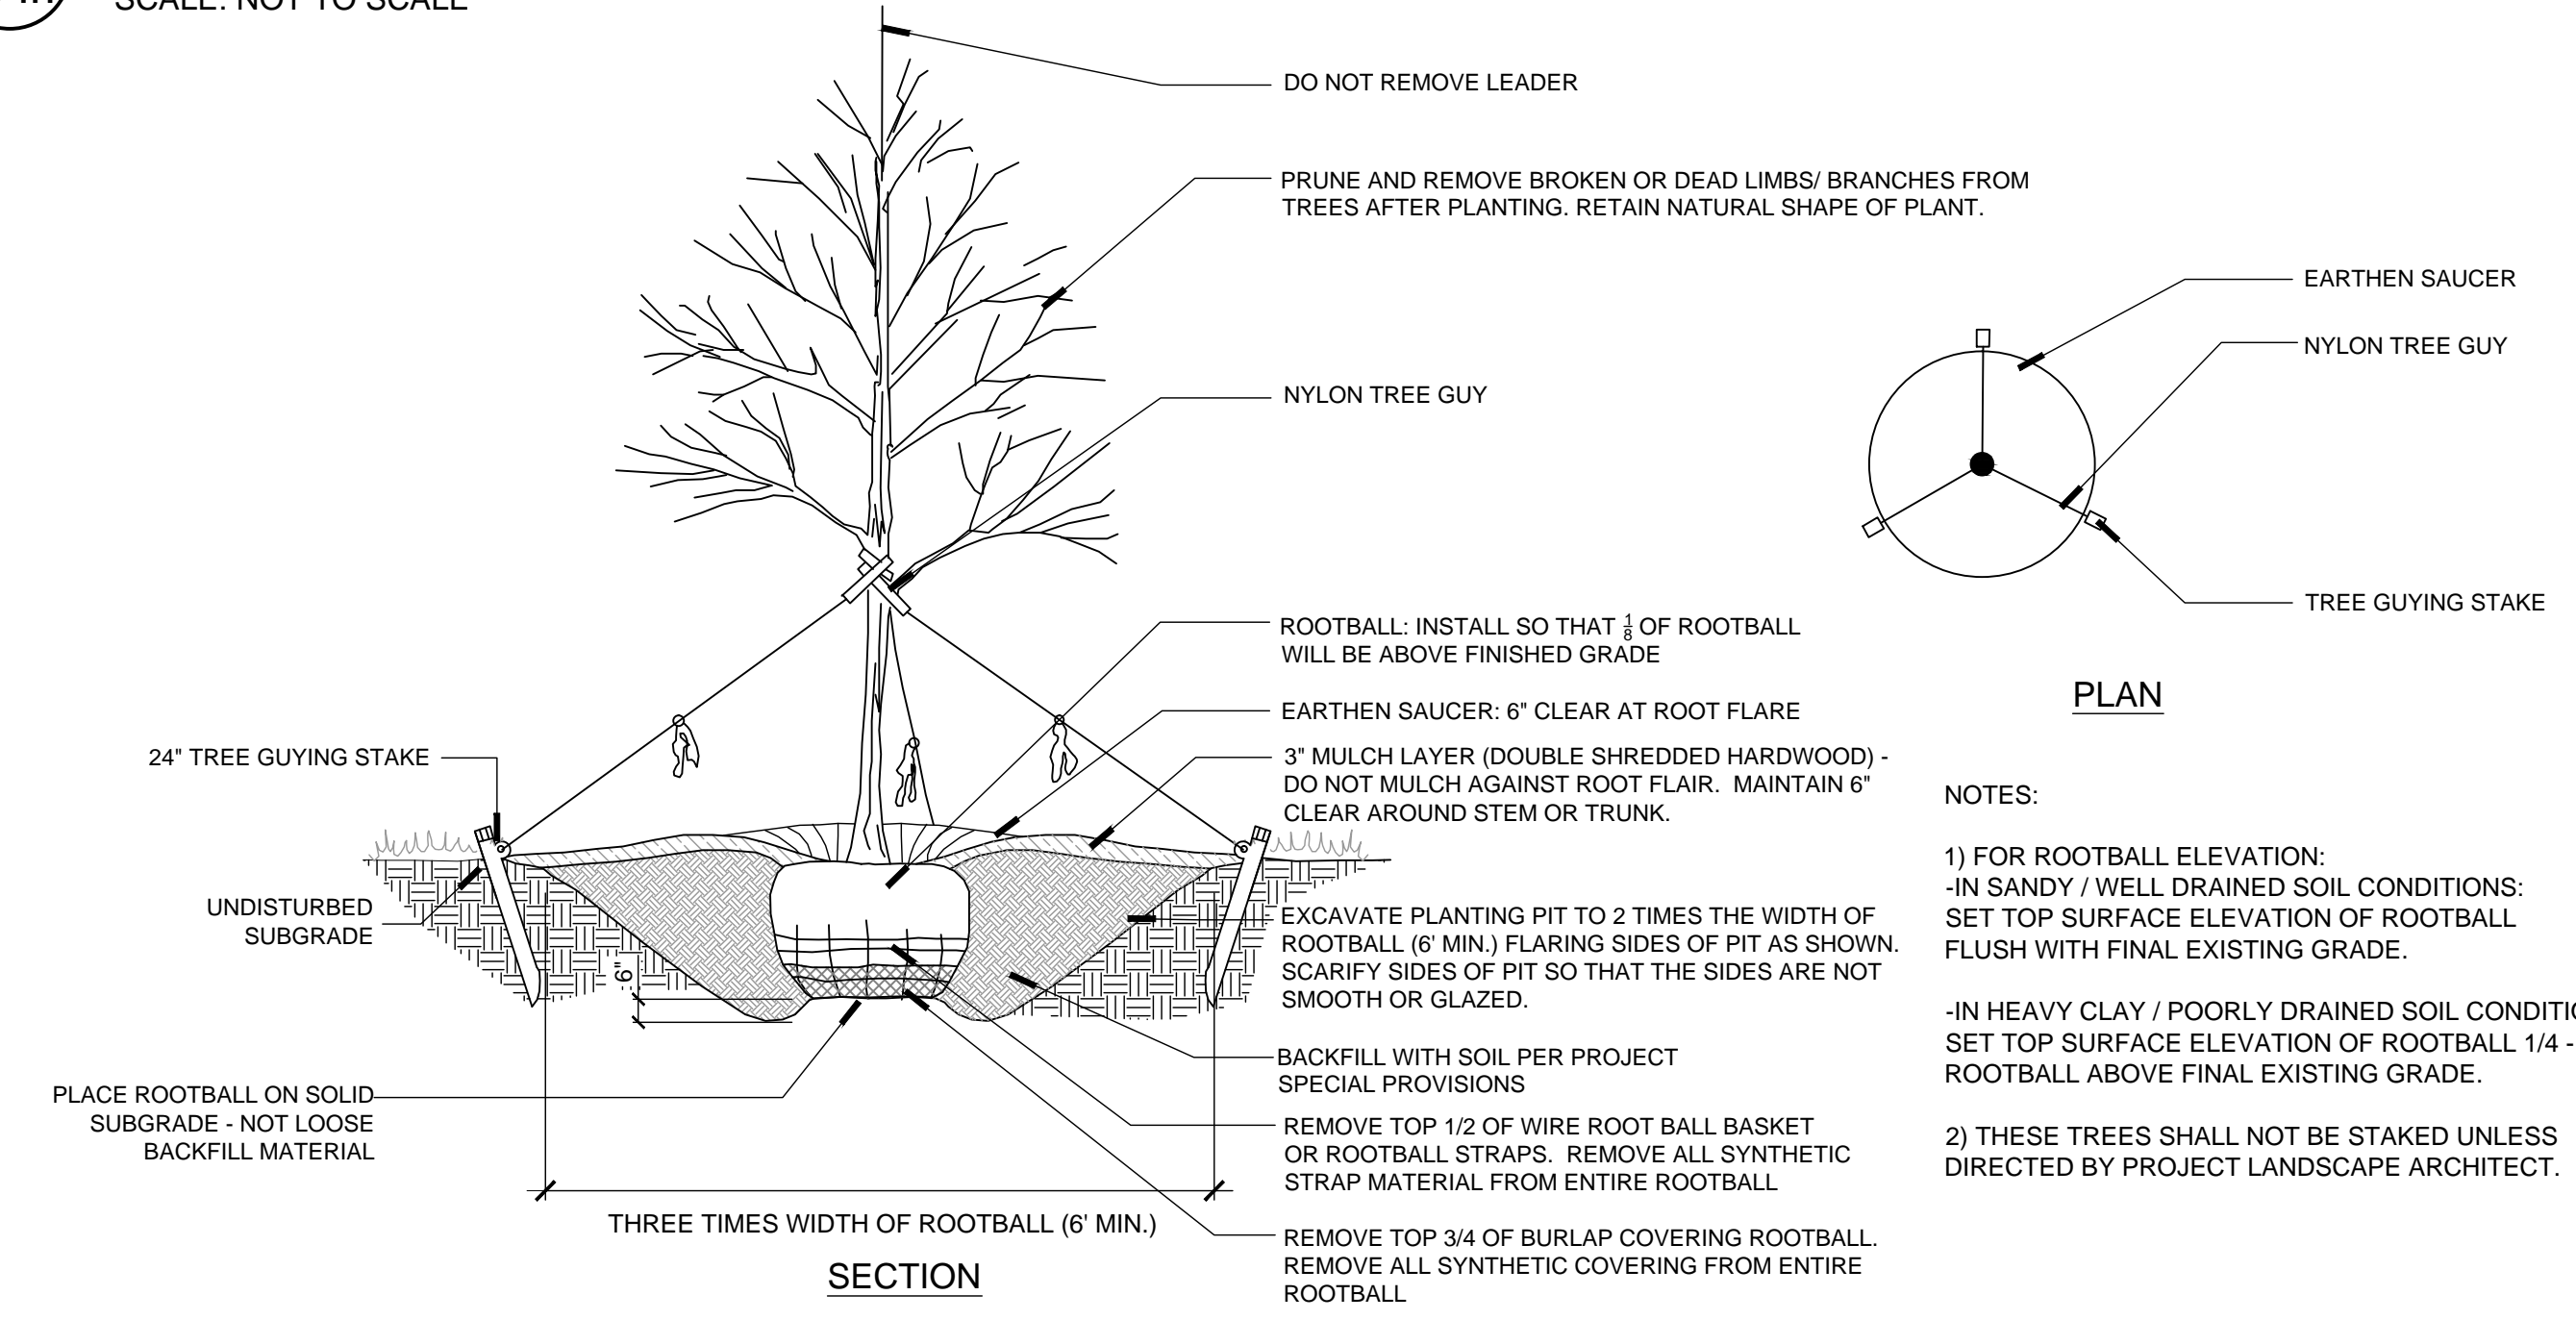 SCALE: NOT TO SCALE
DO NOT REMOVE LEADER
PRUNE AND REMOVE BROKEN OR DEAD LIMBS/ BRANCHES FROM
TREES AFTER PLANTING. RETAIN NATURAL SHAPE OF PLANT.
NYLON TREE GUY
ROOTBALL: INSTALL SO THAT 1/8 OF ROOTBALL
WILL BE ABOVE FINISHED GRADE
EARTHEN SAUCER: 6" CLEAR AT ROOT FLARE
3" MULCH LAYER (DOUBLE SHREDDED HARDWOOD) -
DO NOT MULCH AGAINST ROOT FLAIR. MAINTAIN 6"
CLEAR AROUND STEM OR TRUNK.
EXCAVATE PLANTING PIT TO 2 TIMES THE WIDTH OF
ROOTBALL (6' MIN.) FLARING SIDES OF PIT AS SHOWN.
SCARIFY SIDES OF PIT SO THAT THE SIDES ARE NOT
SMOOTH OR GLAZED.
BACKFILL WITH SOIL PER PROJECT
SPECIAL PROVISIONS
REMOVE TOP 1/2 OF WIRE ROOT BALL BASKET
OR ROOTBALL STRAPS. REMOVE ALL SYNTHETIC
STRAP MATERIAL FROM ENTIRE ROOTBALL
REMOVE TOP 3/4 OF BURLAP COVERING ROOTBALL.
REMOVE ALL SYNTHETIC COVERING FROM ENTIRE
ROOTBALL
24" TREE GUYING STAKE
UNDISTURBED
SUBGRADE
6"
PLACE ROOTBALL ON SOLID
SUBGRADE - NOT LOOSE
BACKFILL MATERIAL
THREE TIMES WIDTH OF ROOTBALL (6' MIN.)
SECTION
EARTHEN SAUCER
NYLON TREE GUY
TREE GUYING STAKE
PLAN
NOTES:
1) FOR ROOTBALL ELEVATION:
-IN SANDY / WELL DRAINED SOIL CONDITIONS:
SET TOP SURFACE ELEVATION OF ROOTBALL
FLUSH WITH FINAL EXISTING GRADE.
-IN HEAVY CLAY / POORLY DRAINED SOIL
SET TOP SURFACE ELEVATION OF ROOTBALL 1/4 -
ROOTBALL ABOVE FINAL EXISTING GRADE.
2) THESE TREES SHALL NOT BE STAKED UNLESS
DIRECTED BY PROJECT LANDSCAPE ARCHITECT.